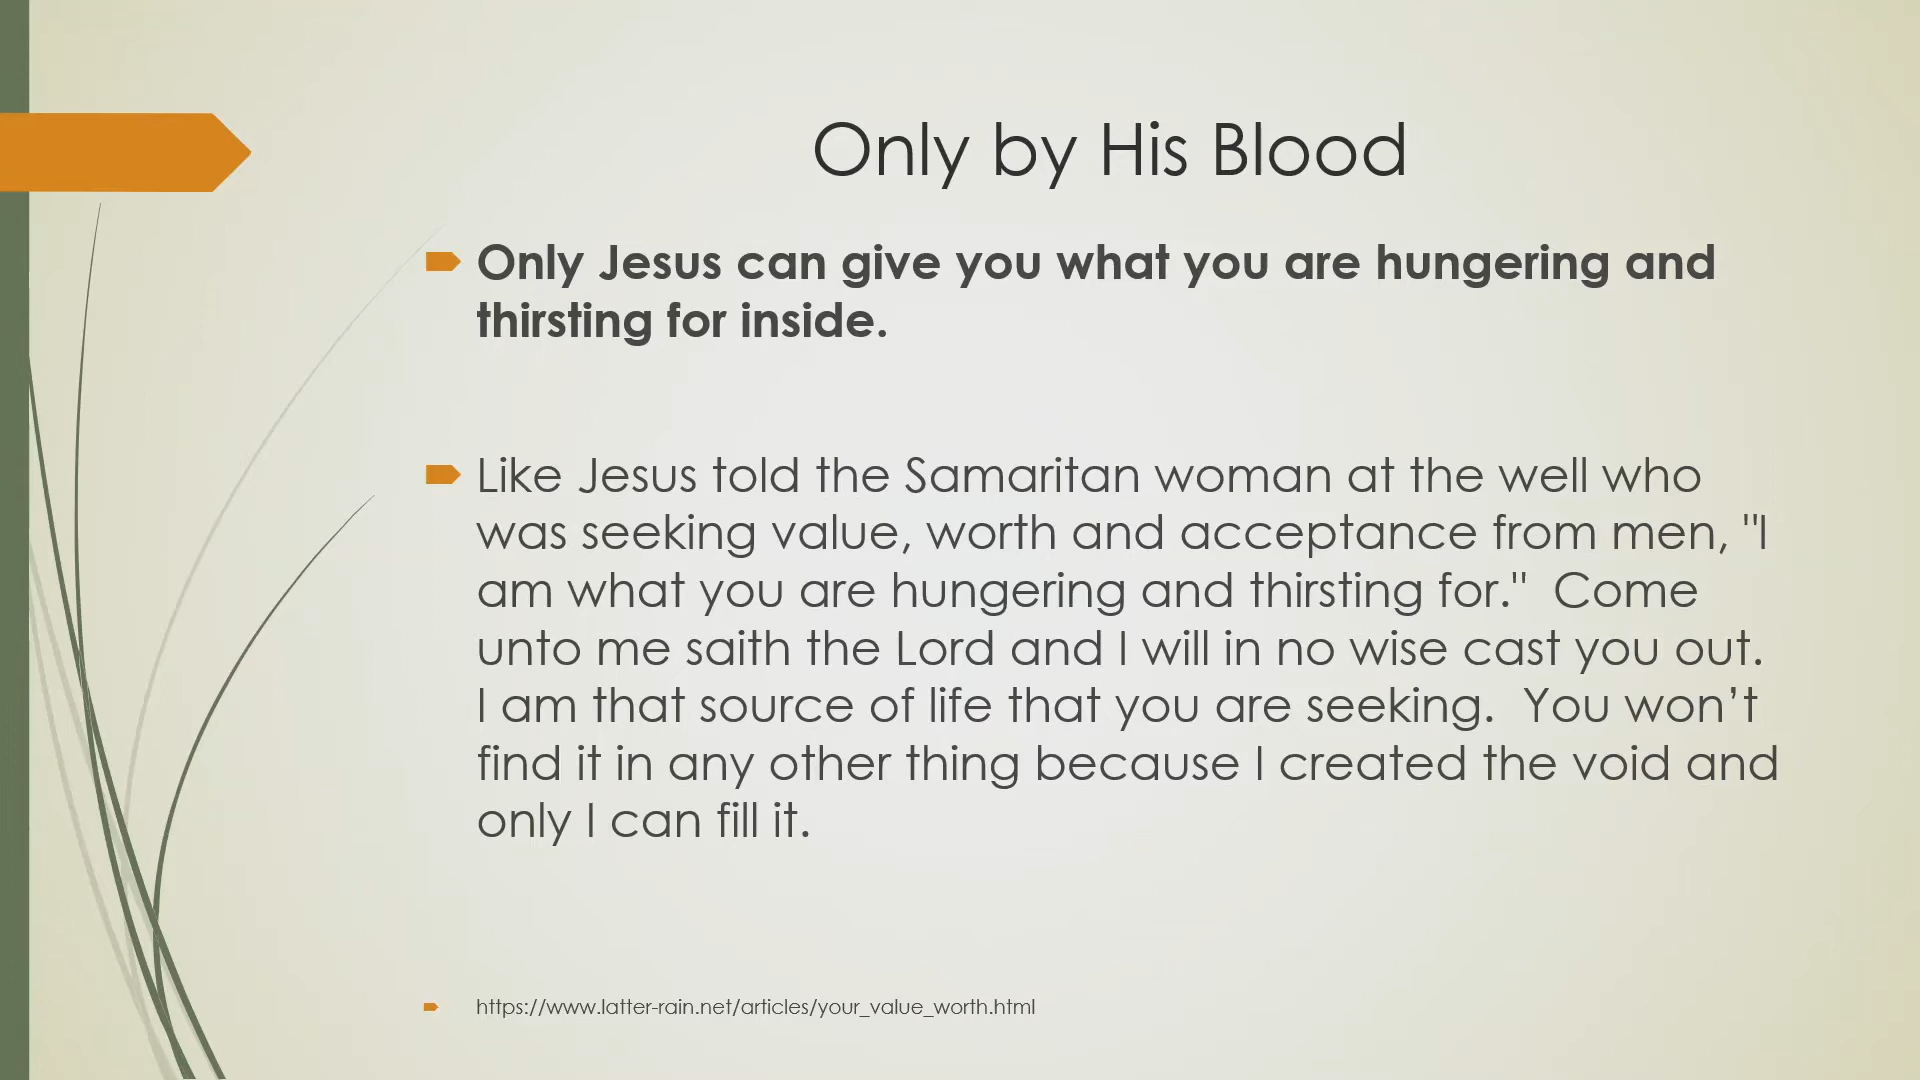 Only by His Blood
Only Jesus can give you what you are hungering and
thirsting for inside.
Like Jesus told the Samaritan woman at the well who
was seeking value, worth and acceptance from men, "I
am what you are hungering and thirsting for."  Come
unto me saith the Lord and I will in no wise cast you out.
I am that source of life that you are seeking.  You won’t
find it in any other thing because I created the void and
only I can fill it.
https://www.latter-rain.net/articles/your_value_worth.html